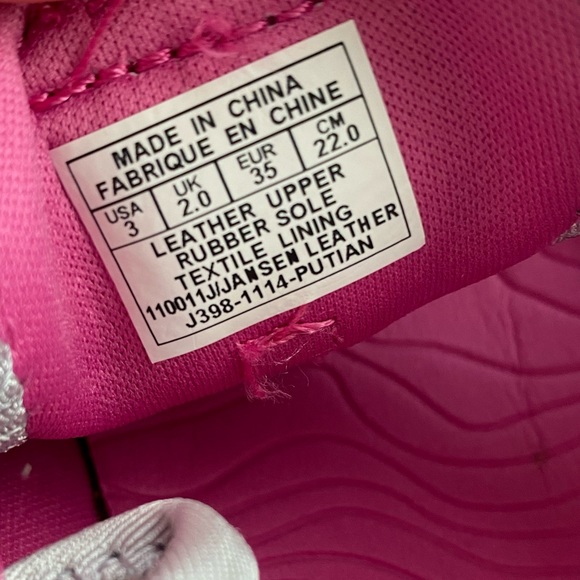 MADE IN CHINA
FABRIQUE EN CHINE
USA UK EUR CM
3 2.0 35 22.0
LEATHER UPPER
RUBBER SOLE
TEXTILE LINING
110011J/JANSEN LEATHER
J398-1114-PUTIAN